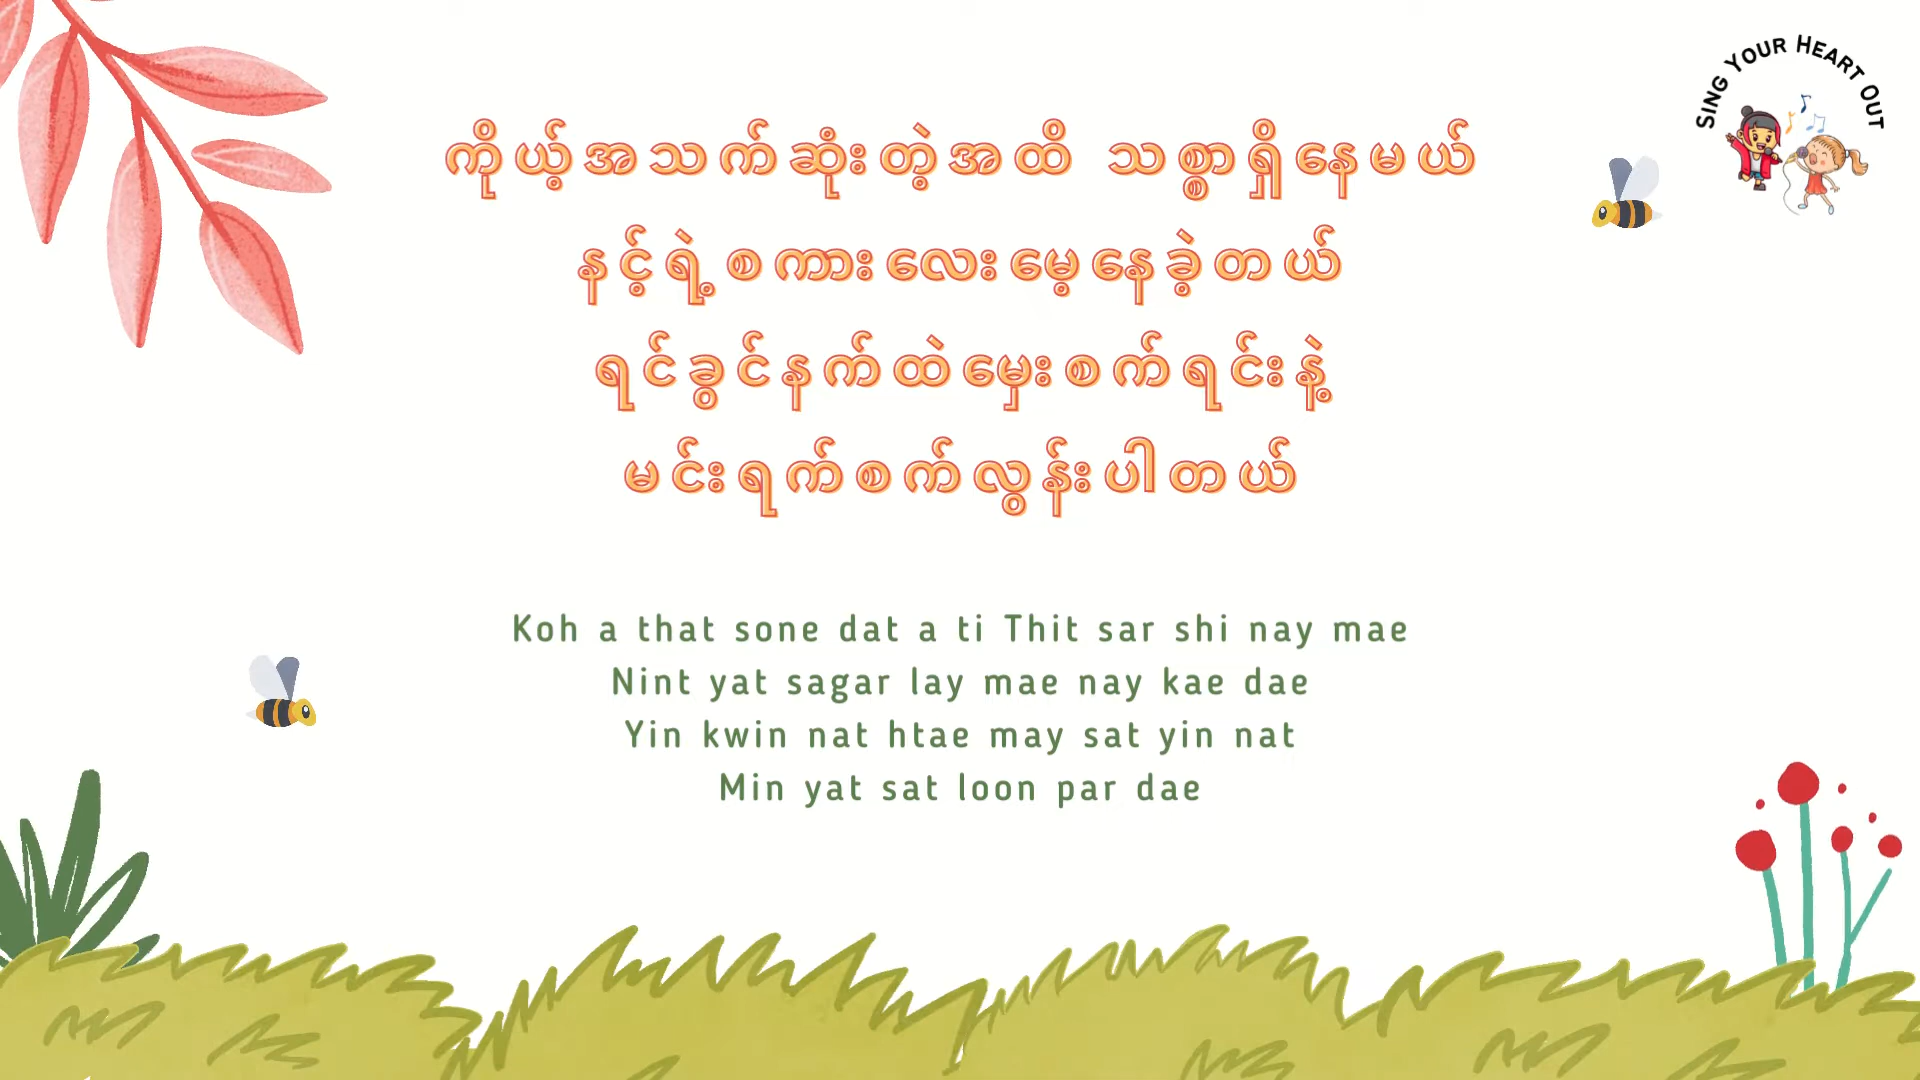 SING YOUR HEART OUT
ကိုယ့်အသက်ဆုံးတဲ့အထိ သစ္စာရှိနေမယ်
နင့်ရဲ့စကားလေးမေ့နေခဲ့တယ်
ရင်ခွင်နက်ထဲမှေးစက်ရင်းနဲ့
မင်းရက်စက်လွန်းပါတယ်
Koh a that sone dat a ti Thit sar shi nay mae
Nint yat sagar lay mae nay kae dae
Yin kwin nat htae may sat yin nat
Min yat sat loon par dae